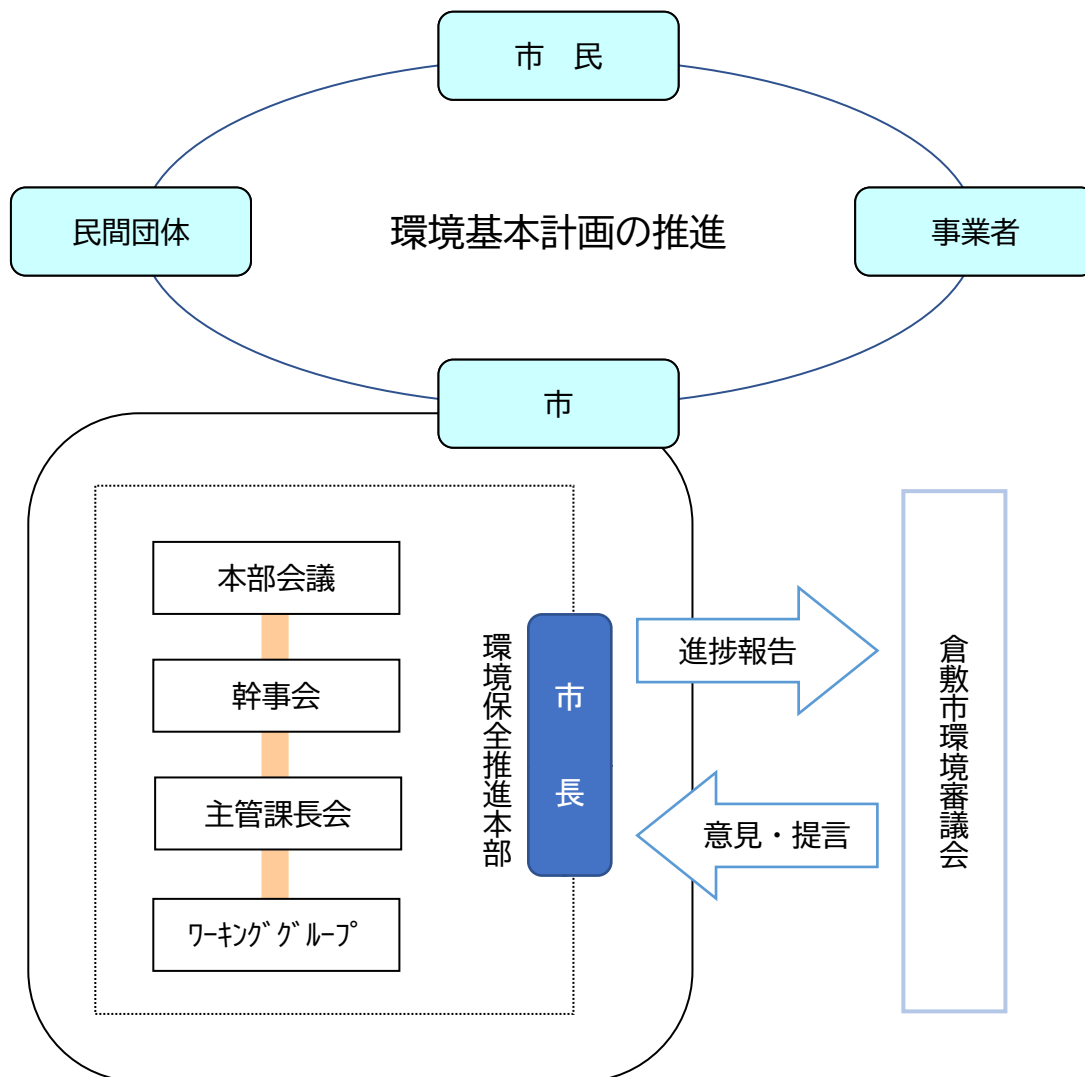 市　民
民間団体
環境基本計画の推進
事業者
市
本部会議
幹事会
主管課長会
ﾜｰｷﾝｸﾞｸﾞﾙｰﾌﾟ
環境保全推進本部
市長
進捗報告
意見・提言
倉敷市環境審議会